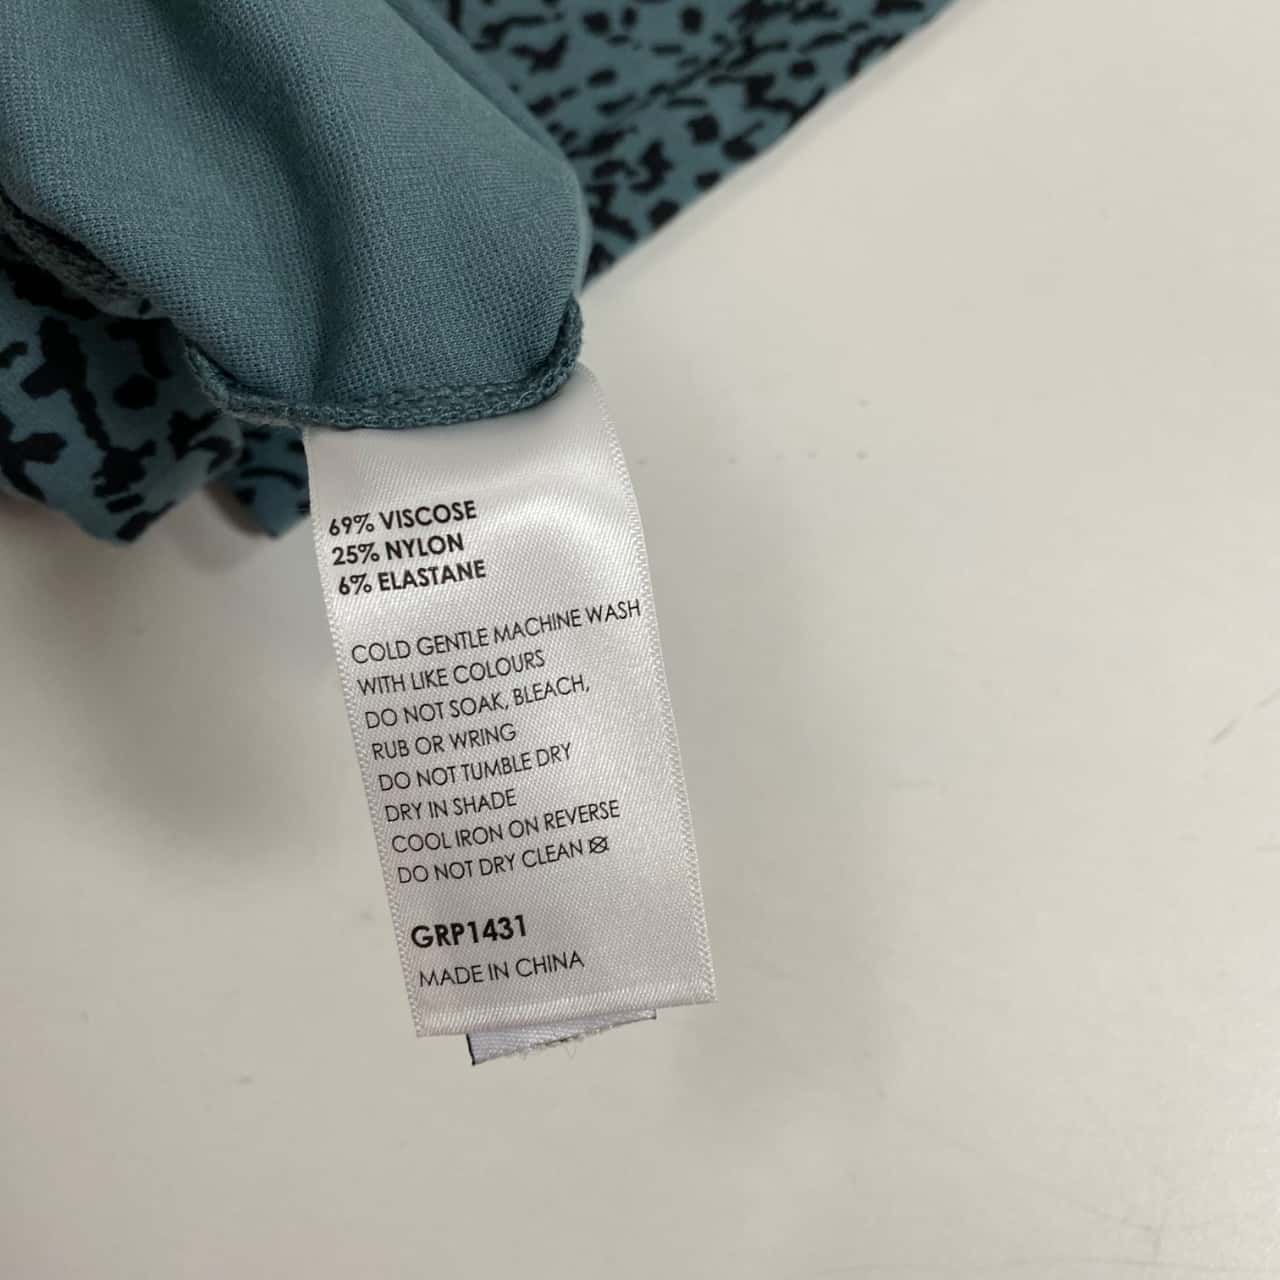 69% VISCOSE
25% NYLON
6% ELASTANE
COLD GENTLE MACHINE WASH
WITH LIKE COLOURS
DO NOT SOAK, BLEACH,
RUB OR WRING
DO NOT TUMBLE DRY
DRY IN SHADE
COOL IRON ON REVERSE
DO NOT DRY CLEAN
GRP1431
MADE IN CHINA